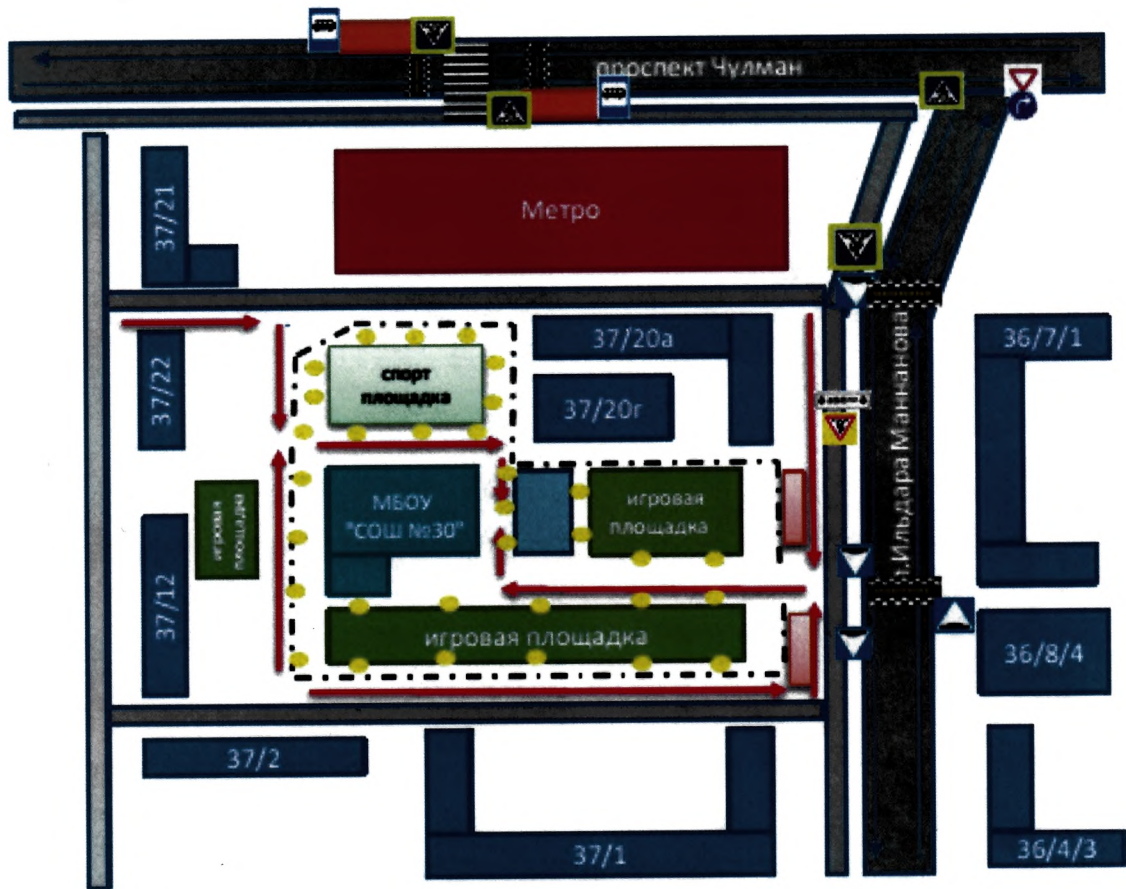 проспект Чулман
37/21
Метро
37/22
спорт
площадка
37/20а
37/20г
36/7/1
л.Ильдара Маннанова
МБОУ
"СОШ №30"
игровая
площадка
игровая
площадка
37/12
игровая площадка
36/8/4
37/2
37/1
36/4/3